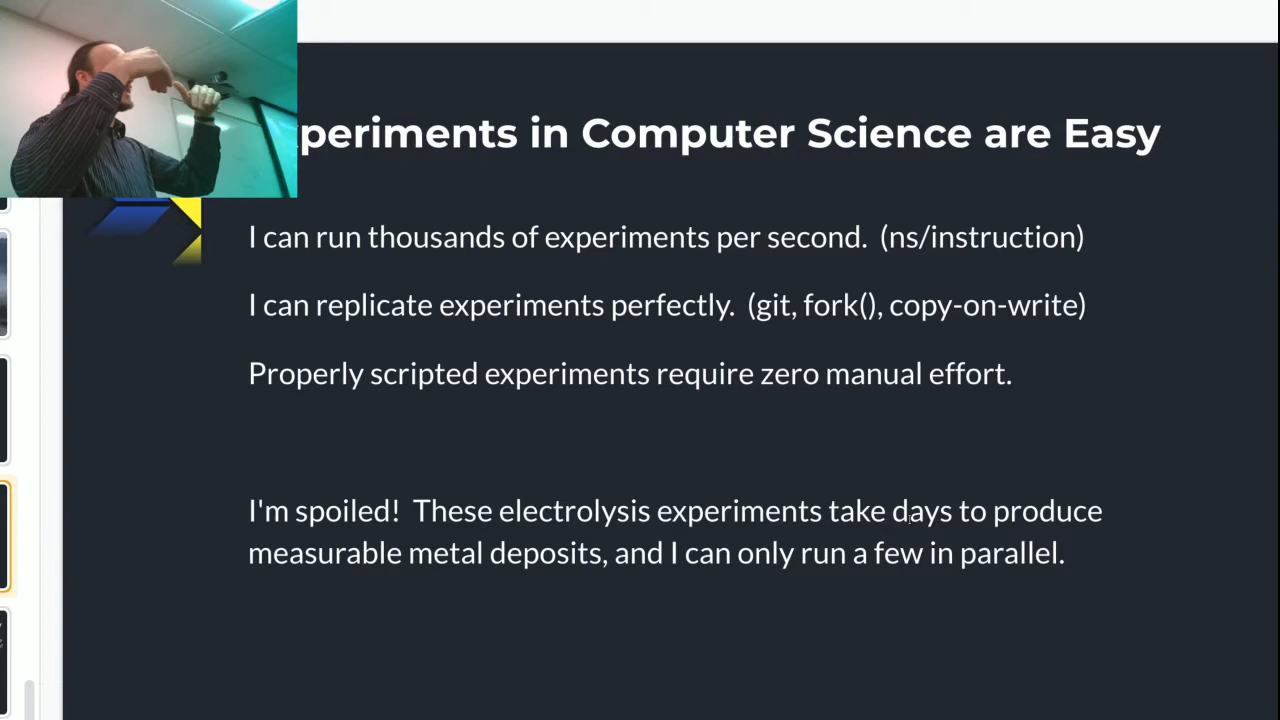 periments in Computer Science are Easy
I can run thousands of experiments per second. (ns/instruction)
I can replicate experiments perfectly. (git, fork(), copy-on-write)
Properly scripted experiments require zero manual effort.
I'm spoiled! These electrolysis experiments take days to produce
measurable metal deposits, and I can only run a few in parallel.